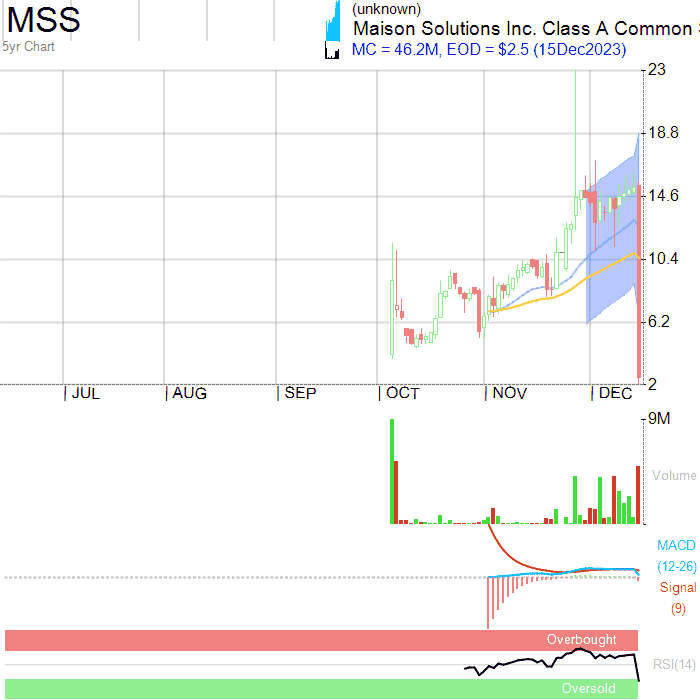 MSS
(unknown)
Maison Solutions Inc. Class A Common
5yr Chart
MC = 46.2M, EOD = $2.5 (15Dec2023)
23
18.8
14.6
10.4
6.2
2
JUL
AUG
SEP
OCT
NOV
DEC
9M
Volume
MACD
(12-26)
Signal
(9)
Overbought
RSI(14)
Oversold